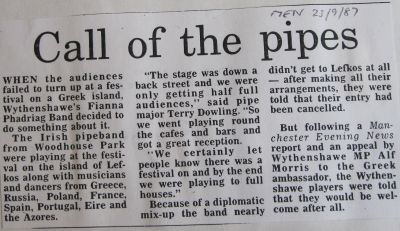 MEN 23/9/87
Call of the pipes
WHEN the audiences
failed to turn up at a fes-
tival on a Greek island,
Wythenshawe's Fianna
Phadriag Band decided to
do something about it.
The Irish pipeband
from Woodhouse Park
were playing at the festi-
val on the island of Lef-
kos along with musicians
and dancers from Greece,
Russia, Poland, France,
Spain, Portugal, Eire and
the Azores.
"The stage was down a
back street and we were
only getting half full
audiences," said pipe
major Terry Dowling. "So
we went playing round
the cafes and bars and
got a great reception.
"We certainly let
people know there was a
festival on and by the end
we were playing to full
houses."
Because of a diplomatic
mix-up the band nearly
didn't get to Lefkos at all
— after making all their
arrangements, they were
told that their entry had
been cancelled.
But following a Man-
chester Evening News
report and an appeal by
Wythenshawe MP Alf
Morris to the Greek
ambassador, the Wythen-
shawe players were told
that they would be wel-
come after all.